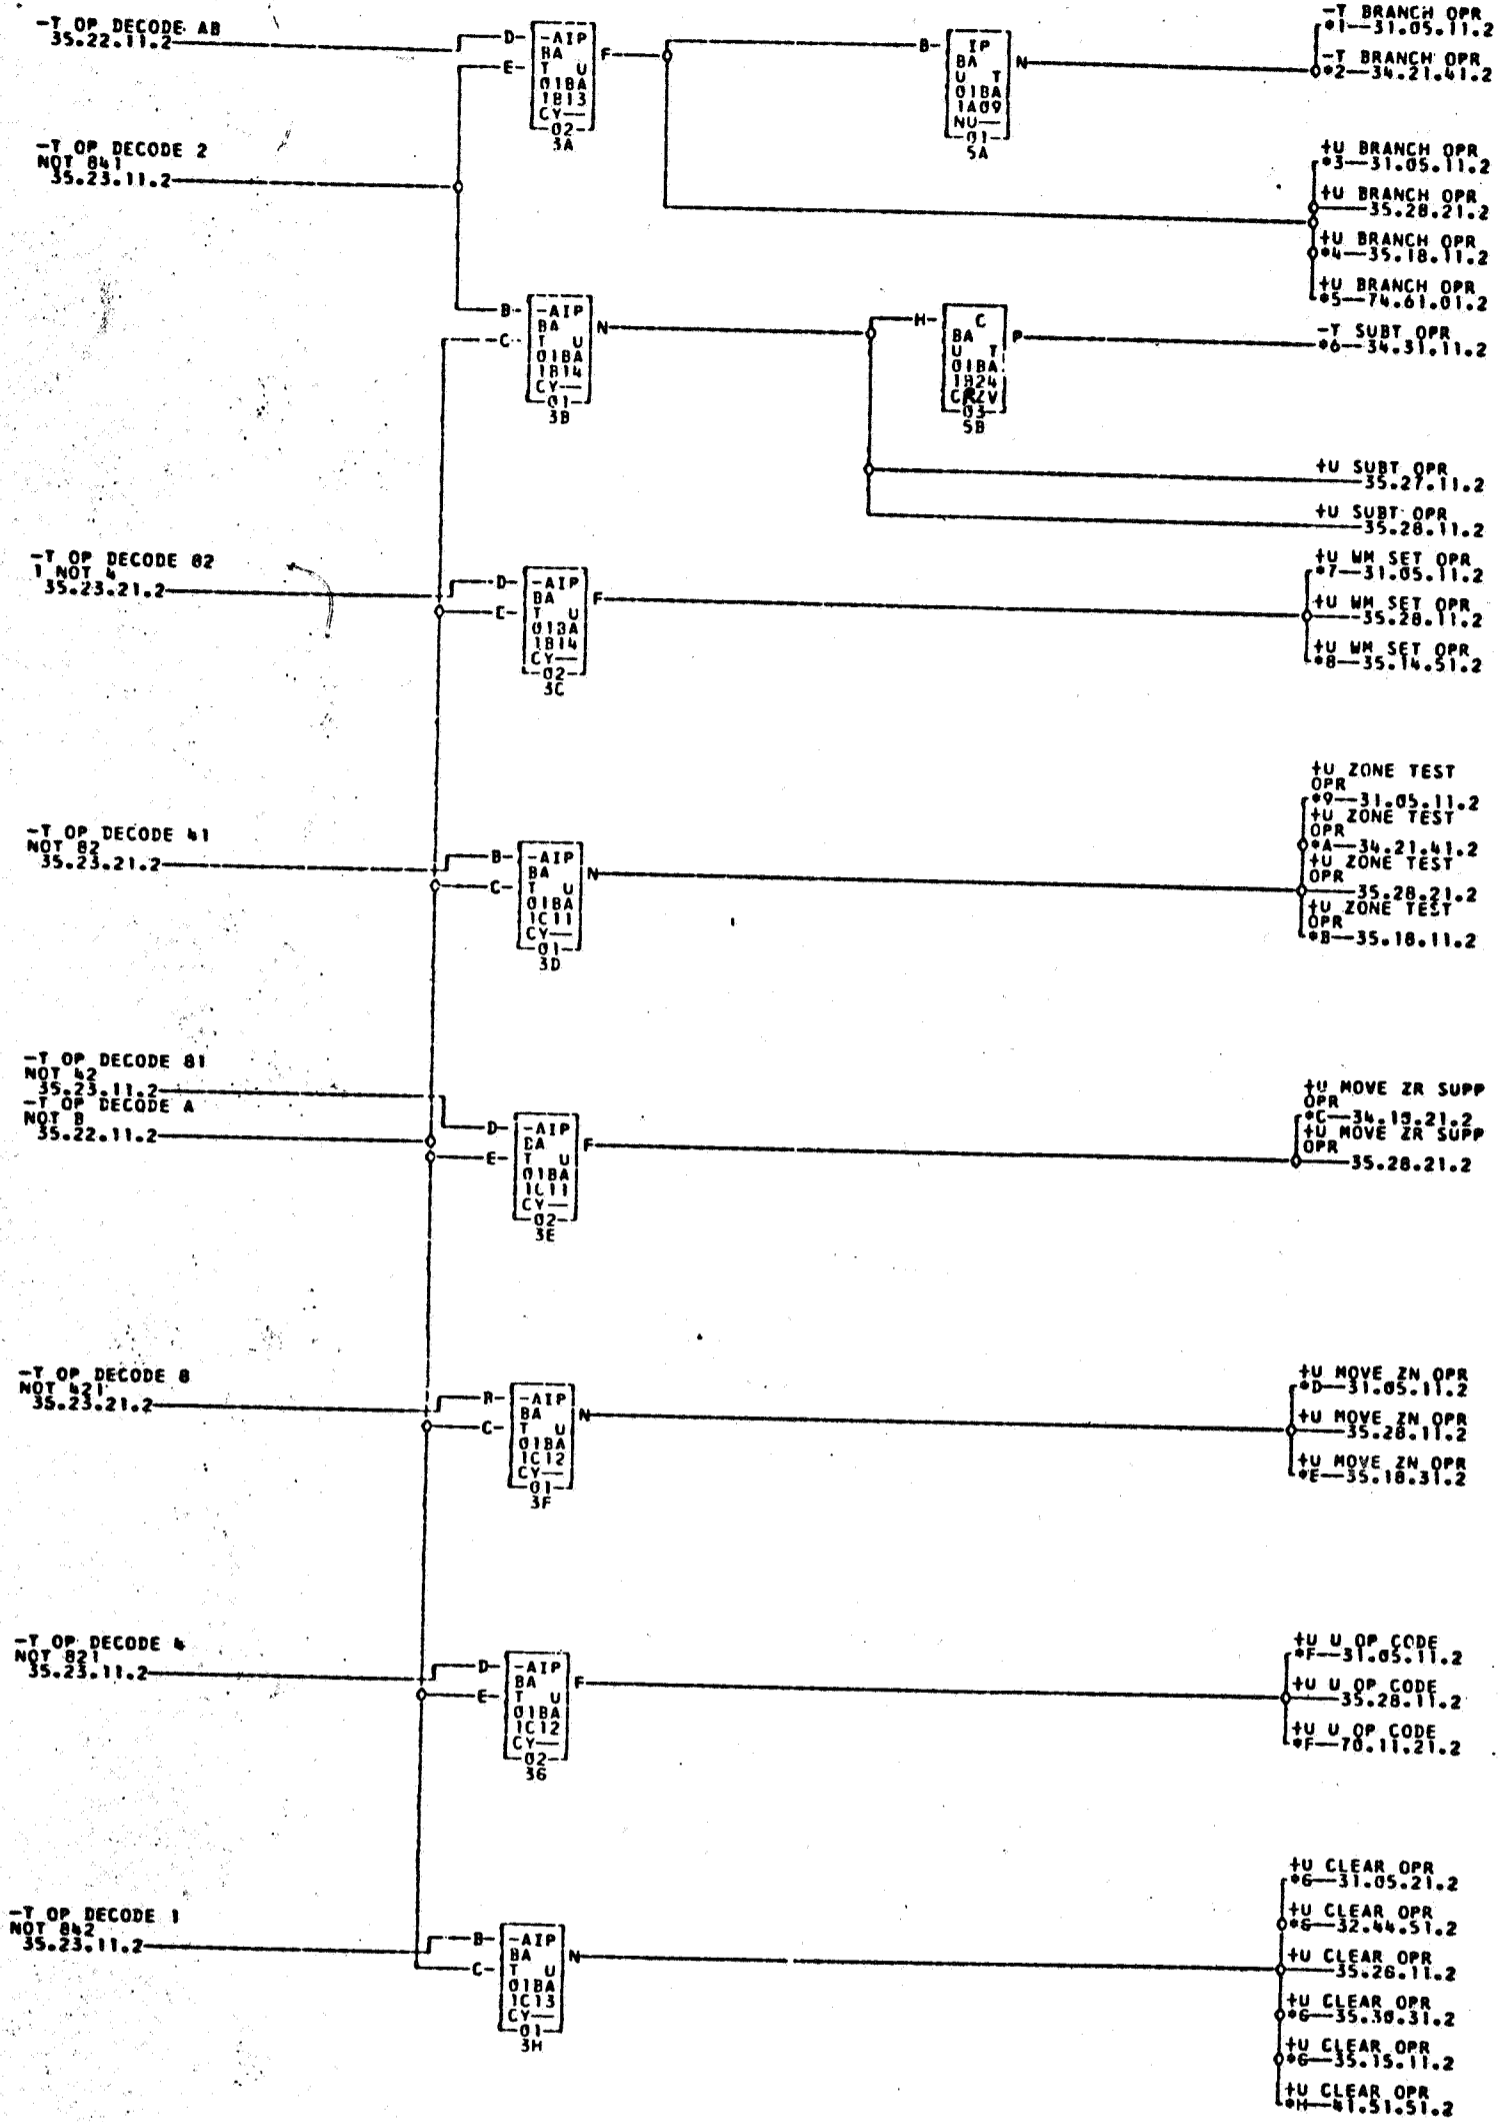 -T OP DECODE AB
35.22.11.2
-T OP DECODE 2
NOT 841
35.23.11.2
D-
E-
-AIP
BA
T U
01BA
1B13
CY—
-02-
3A
F
B-
IP
BA
U T
01BA
1A09
NU—
-01-
5A
N
-T BRANCH OPR
*1—31.05.11.2
-T BRANCH OPR
*2—34.21.41.2
+U BRANCH OPR
*3—31.05.11.2
+U BRANCH OPR
35.28.21.2
+U BRANCH OPR
*4—35.18.11.2
+U BRANCH OPR
*5—74.61.01.2
B-
C-
-AIP
BA
T U
01BA
1B14
CY—
-01-
3B
N
H-
C
BA
U T
01BA
1B24
CRZV
-03-
5B
P
-T SUBT OPR
*6—34.31.11.2
+U SUBT OPR
35.27.11.2
+U SUBT OPR
35.28.11.2
-T OP DECODE 82
1 NOT 4
35.23.21.2
D-
E-
-AIP
BA
T U
01BA
1B14
CY—
-02-
3C
F
+U WM SET OPR
*7—31.05.11.2
+U WM SET OPR
35.28.11.2
+U WM SET OPR
*8—35.14.51.2
-T OP DECODE 41
NOT 82
35.23.21.2
B-
C-
-AIP
BA
T U
01BA
1C11
CY—
-01-
3D
N
+U ZONE TEST
OPR
*9—31.05.11.2
+U ZONE TEST
OPR
*A—34.21.41.2
+U ZONE TEST
OPR
35.28.21.2
+U ZONE TEST
OPR
*B—35.18.11.2
-T OP DECODE 81
NOT 42
35.23.11.2
-T OP DECODE A
NOT B
35.22.11.2
D-
E-
-AIP
BA
T U
01BA
1C11
CY—
-02-
3E
F
+U MOVE ZR SUPP
OPR
+U MOVE ZR SUPP
OPR
35.28.21.2
-T OP DECODE 8
NOT 421
35.23.21.2
B-
C-
-AIP
BA
T U
01BA
1C12
CY—
-01-
3F
N
+U MOVE ZN OPR
*D—31.05.11.2
+U MOVE ZN OPR
35.28.11.2
+U MOVE ZN OPR
*E—35.18.31.2
-T OP DECODE 4
NOT 821
35.23.11.2
D-
E-
-AIP
BA
T U
01BA
1C12
CY—
-02-
3G
F
+U U OP CODE
*F—31.05.11.2
+U U OP CODE
35.28.11.2
+U U OP CODE
*F—70.11.21.2
-T OP DECODE 1
NOT 842
35.23.11.2
B-
C-
-AIP
BA
T U
01BA
1C13
CY—
-01-
3H
N
+U CLEAR OPR
*G—31.05.21.2
+U CLEAR OPR
*G—32.44.51.2
+U CLEAR OPR
+U CLEAR OPR
*G—35.30.31.2
+U CLEAR OPR
*G—35.15.11.2
+U CLEAR OPR
*H—41.51.51.2